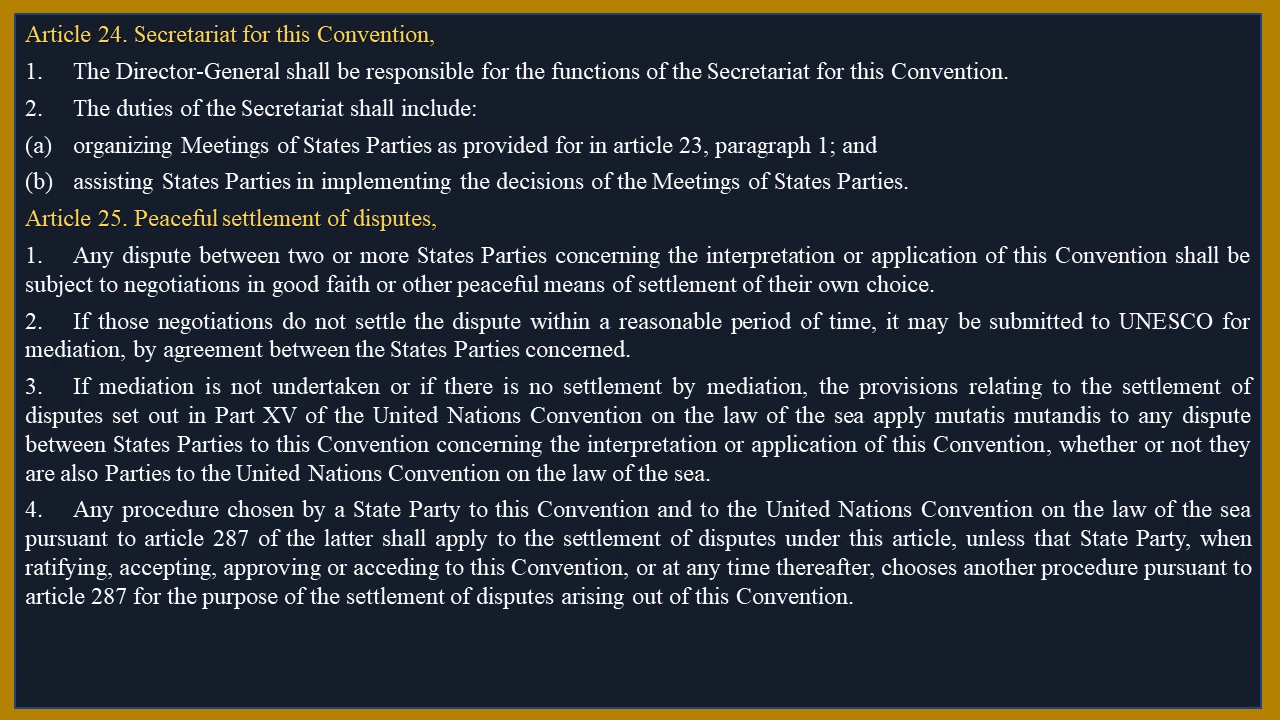 Article 24. Secretariat for this Convention,
1. The Director-General shall be responsible for the functions of the Secretariat for this Convention.
2. The duties of the Secretariat shall include:
(a) organizing Meetings of States Parties as provided for in article 23, paragraph 1; and
(b) assisting States Parties in implementing the decisions of the Meetings of States Parties.
Article 25. Peaceful settlement of disputes,
1. Any dispute between two or more States Parties concerning the interpretation or application of this Convention shall be
subject to negotiations in good faith or other peaceful means of settlement of their own choice.
2. If those negotiations do not settle the dispute within a reasonable period of time, it may be submitted to UNESCO for
mediation, by agreement between the States Parties concerned.
3. If mediation is not undertaken or if there is no settlement by mediation, the provisions relating to the settlement of
disputes set out in Part XV of the United Nations Convention on the law of the sea apply mutatis mutandis to any dispute
between States Parties to this Convention concerning the interpretation or application of this Convention, whether or not they
are also Parties to the United Nations Convention on the law of the sea.
4. Any procedure chosen by a State Party to this Convention and to the United Nations Convention on the law of the sea
pursuant to article 287 of the latter shall apply to the settlement of disputes under this article, unless that State Party, when
ratifying, accepting, approving or acceding to this Convention, or at any time thereafter, chooses another procedure pursuant to
article 287 for the purpose of the settlement of disputes arising out of this Convention.